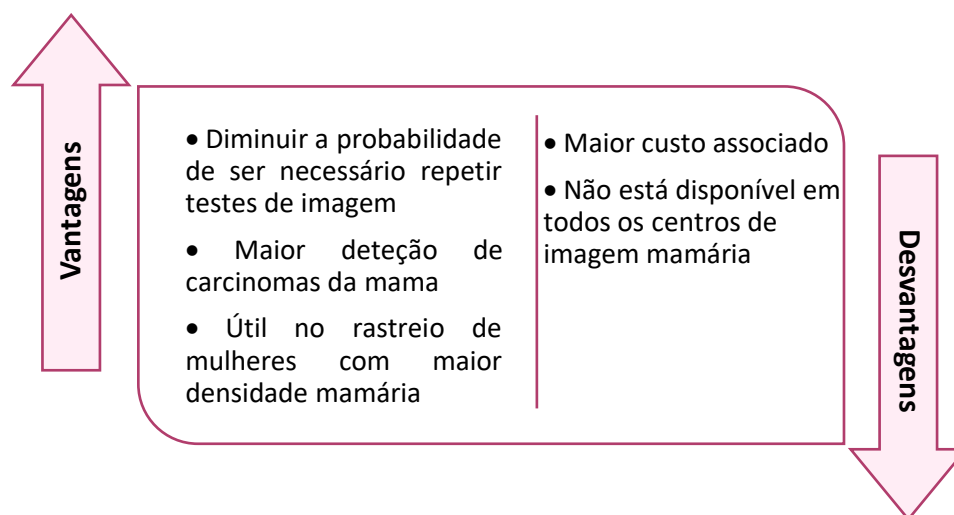 Vantagens
• Diminuir a probabilidade
de ser necessário repetir
testes de imagem
• Maior deteção de
carcinomas da mama
• Útil no rastreio de
mulheres com maior
densidade mamária
• Maior custo associado
• Não está disponível em
todos os centros de
imagem mamária
Desvantagens